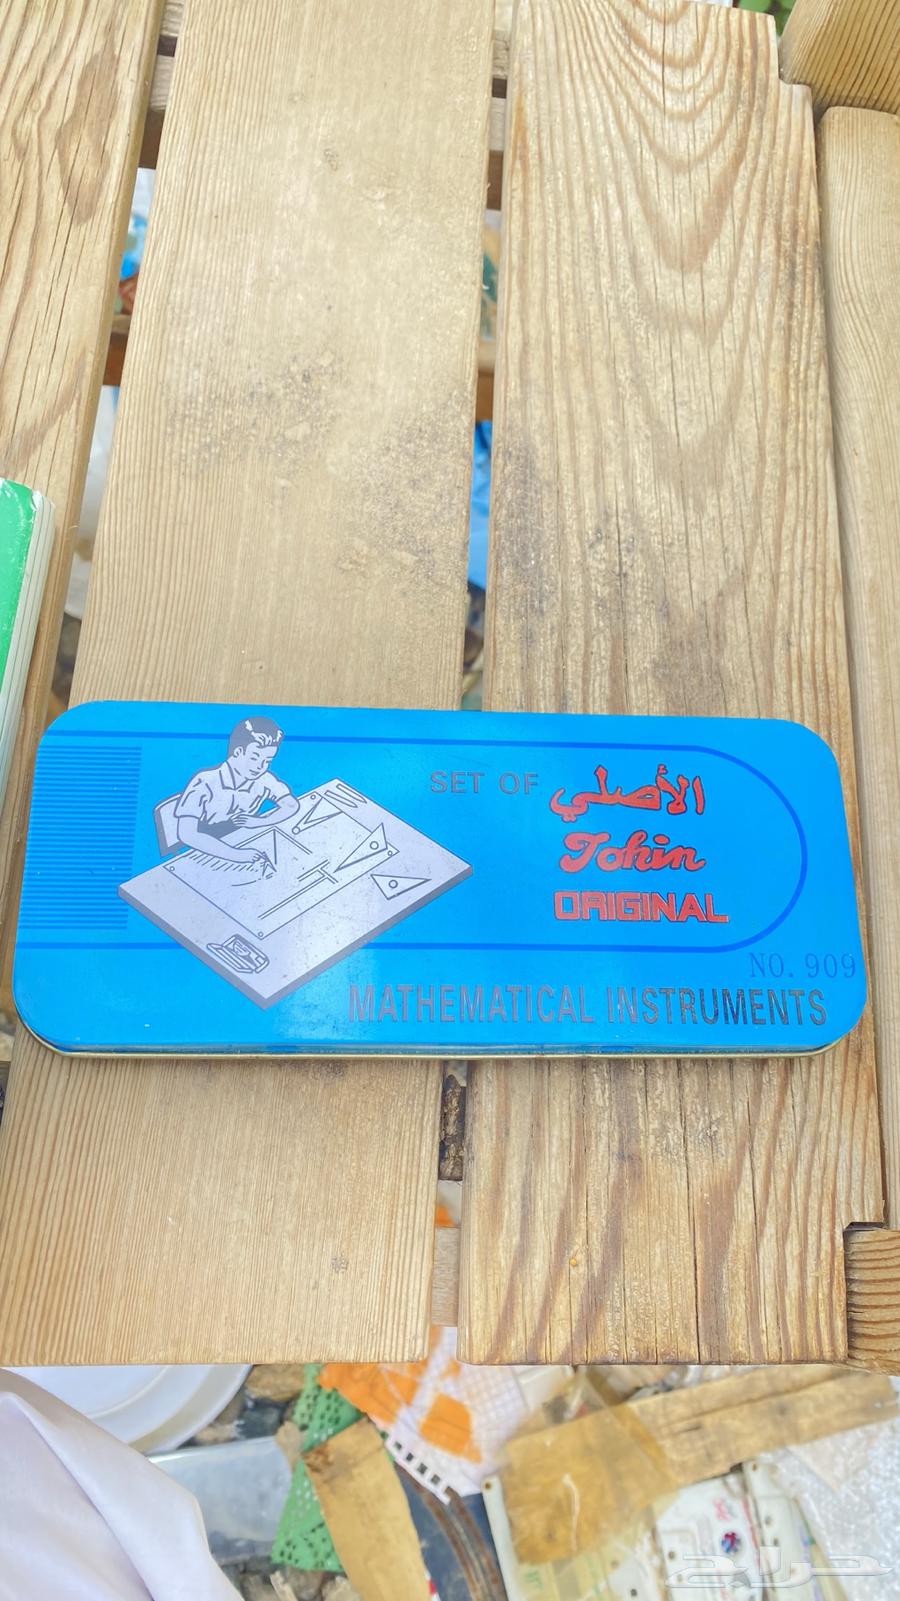 SET OF
الأصلي
Tohin
ORIGINAL
NO. 909
MATHEMATICAL INSTRUMENTS
حراج